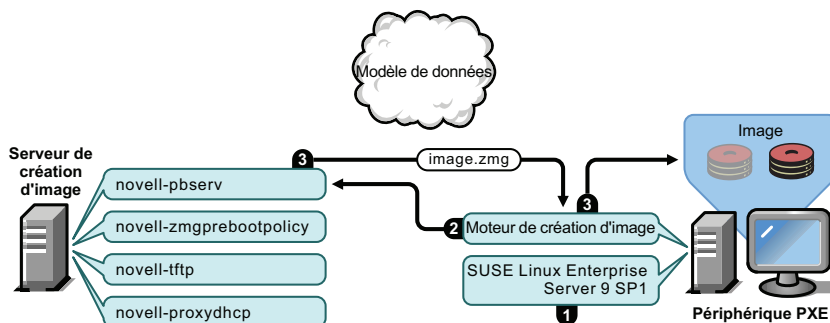 Modèle de données
Serveur de
création
d'image
novell-pbserv
novell-zmgprebootpolicy
novell-tftp
novell-proxydhcp
3
image.zmg
3
2
Moteur de création d'image
SUSE Linux Enterprise
Server 9 SP1
1
Image
Périphérique PXE